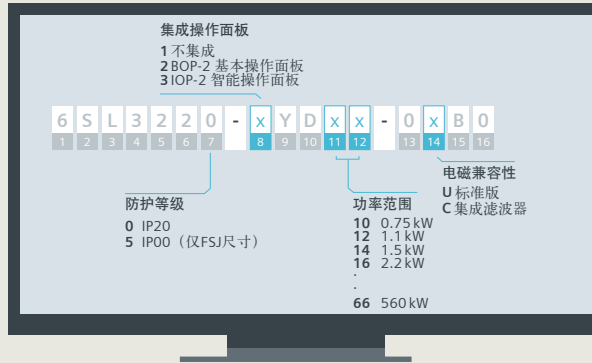 集成操作面板
1 不集成
2 BOP-2 基本操作面板
3 IOP-2 智能操作面板
6 S L 3 2 2 0 - x Y D x x - 0 x B 0
1 2 3 4 5 6 7 8 9 10 11 12 13 14 15 16
防护等级
0 IP20
5 IP00（仅FSJ尺寸）
功率范围
10 0.75 kW
12 1.1 kW
14 1.5 kW
16 2.2 kW
.
.
66 560 kW
电磁兼容性
U 标准版
C 集成滤波器